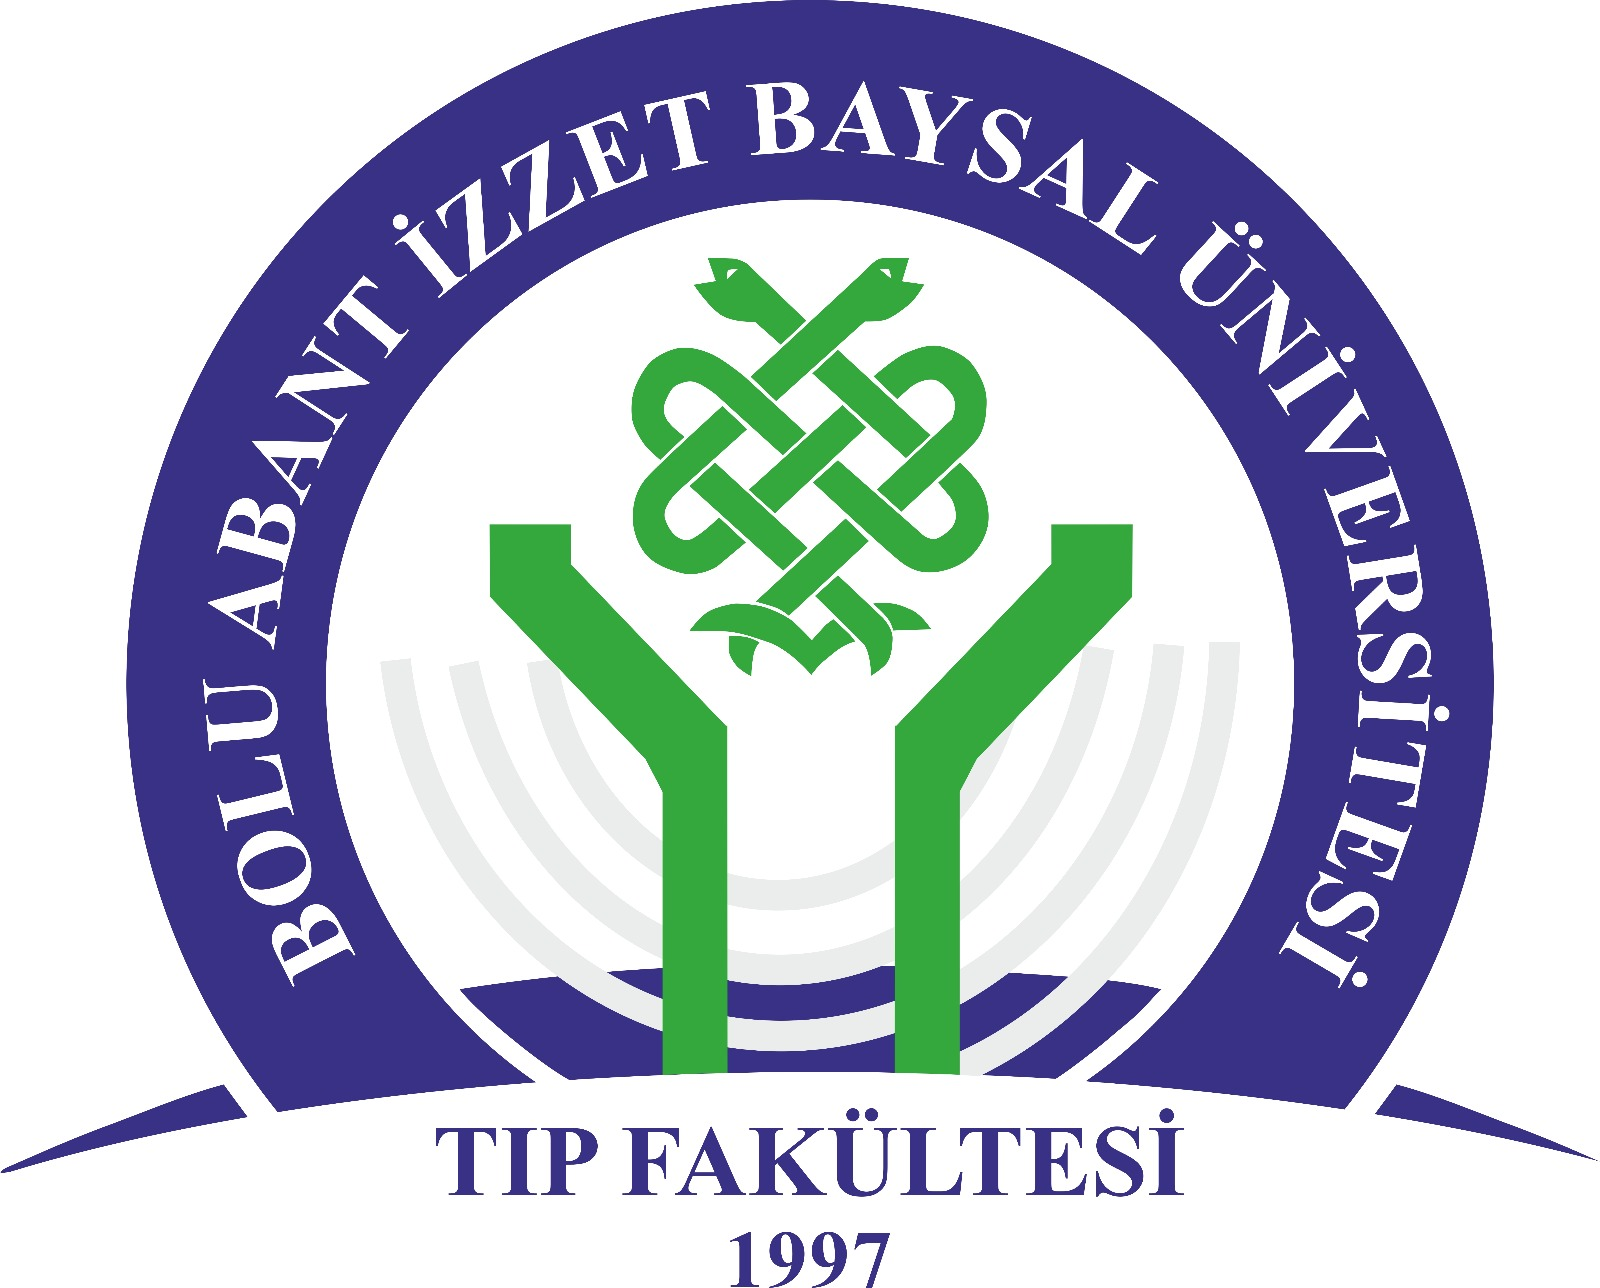 BOLU ABANT İZZET BAYSAL ÜNİVERSİTESİ
TIP FAKÜLTESİ
1997